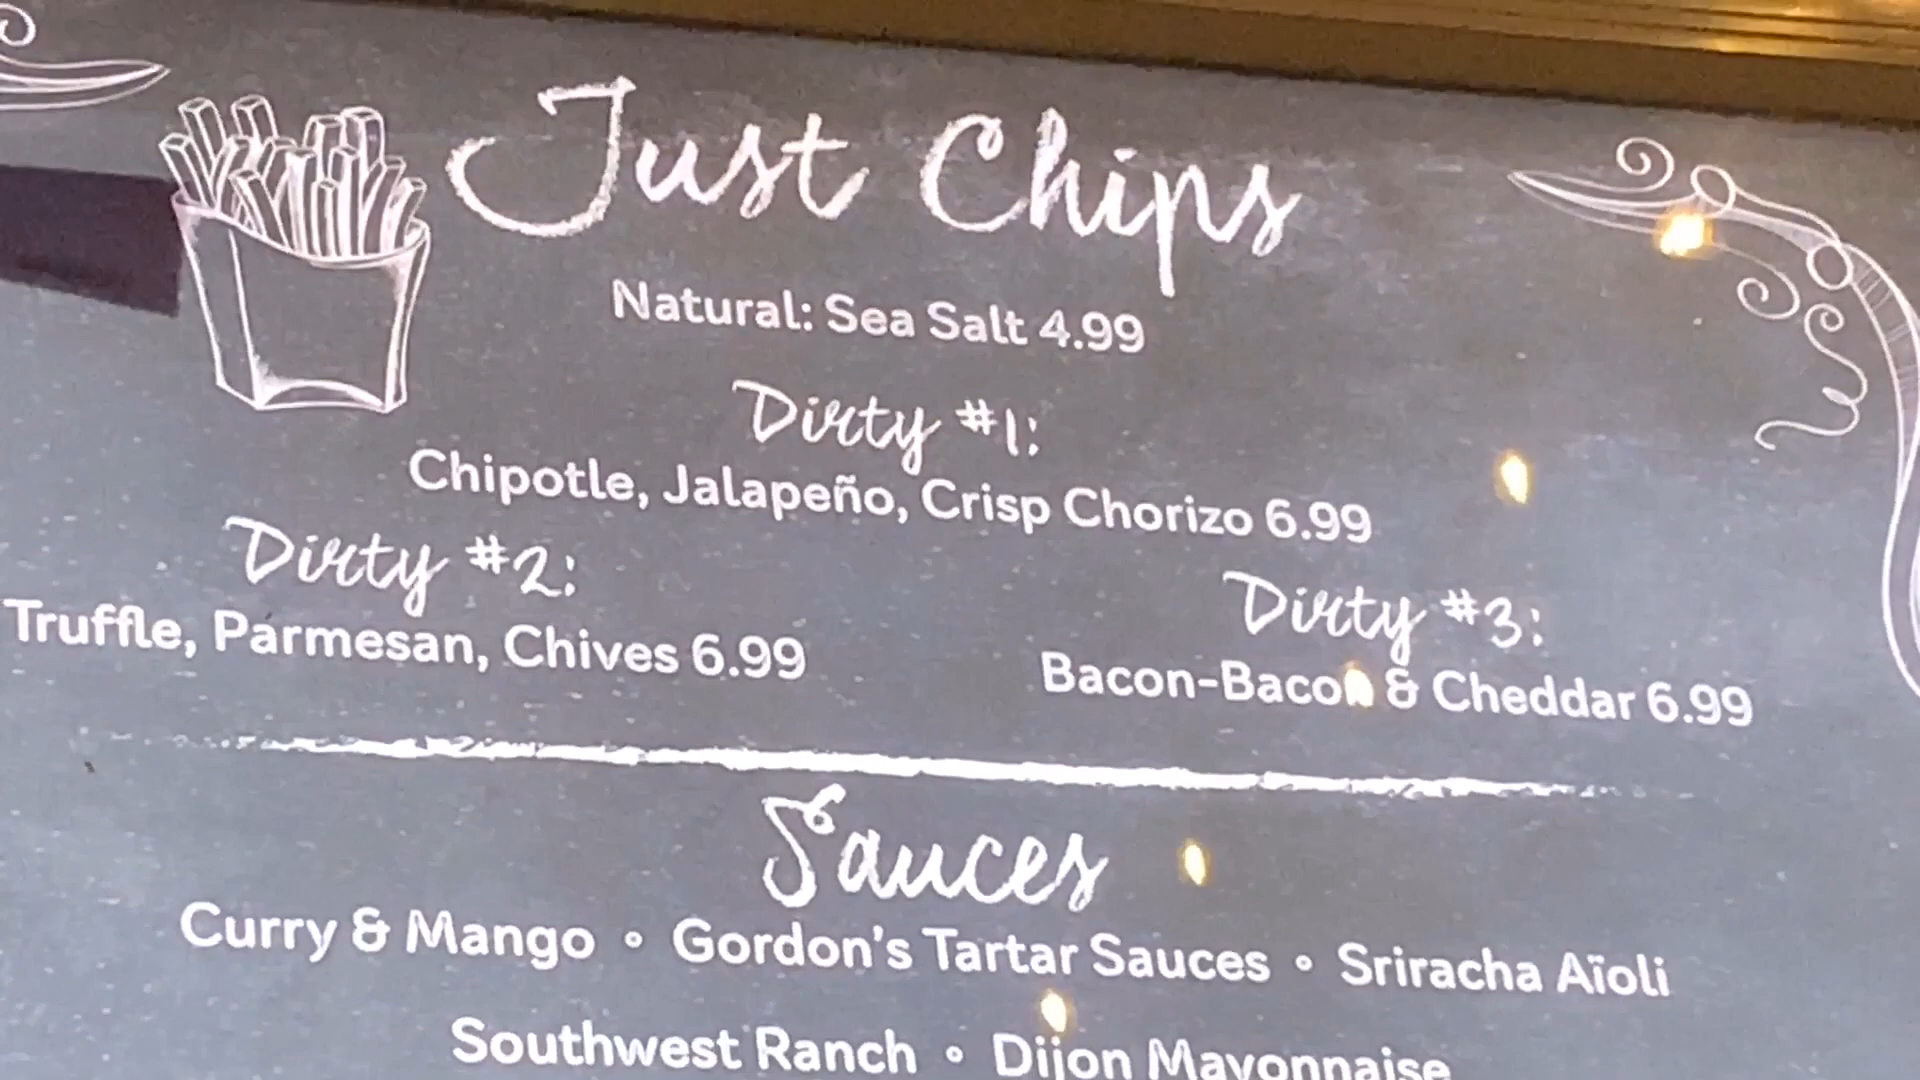 Just Chips
Natural: Sea Salt 4.99
Dirty #1:
Chipotle, Jalapeño, Crisp Chorizo 6.99
Dirty #2:
Truffle, Parmesan, Chives 6.99
Dirty #3:
Bacon-Bacon & Cheddar 6.99
Sauces
Curry & Mango ∘ Gordon's Tartar Sauces ∘ Sriracha Aïoli
Southwest Ranch ∘ Dijon Mayonnaise